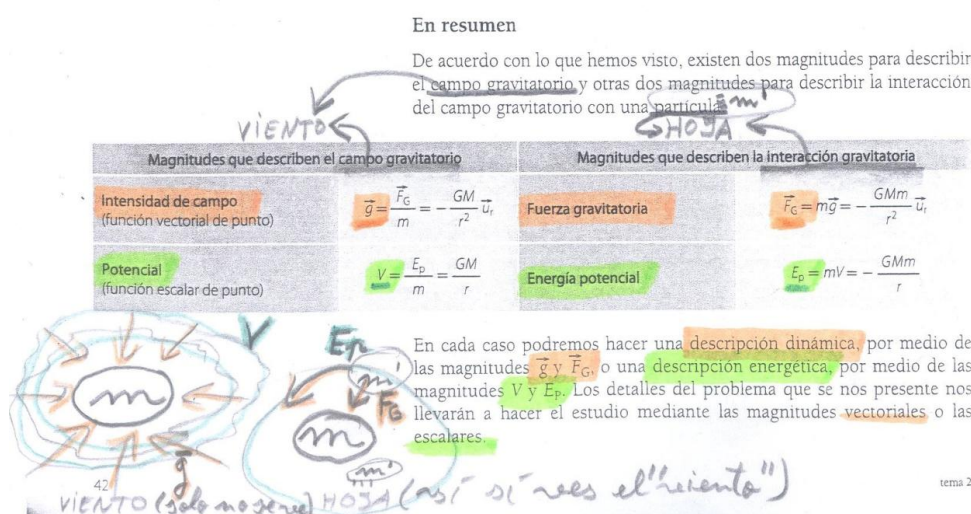 En resumen
De acuerdo con lo que hemos visto, existen dos magnitudes para describir
el campo gravitatorio y otras dos magnitudes para describir la interacción
del campo gravitatorio con una partícula m'
VIENTO HOJA
Magnitudes que describen el campo gravitatorio Magnitudes que describen la interacción gravitatoria
Intensidad de campo
(función vectorial de punto)
g⃗ = F⃗_G / m = − GM / r² u⃗_r
Fuerza gravitatoria
F⃗_G = mg⃗ = − GMm / r² u⃗_r
Potencial
(función escalar de punto)
V = E_p / m = GM / r
Energía potencial
E_p = mV = − GMm / r
V
Ep
m'
F_G
m
m
m'
g⃗
En cada caso podremos hacer una descripción dinámica, por medio de
las magnitudes g⃗ y F⃗_G, o una descripción energética, por medio de las
magnitudes V y E_P. Los detalles del problema que se nos presente nos
llevarán a hacer el estudio mediante las magnitudes vectoriales o las
escalares.
42
VIENTO (solo no se ve) HOJA (así sí ves el "viento")
tema 2